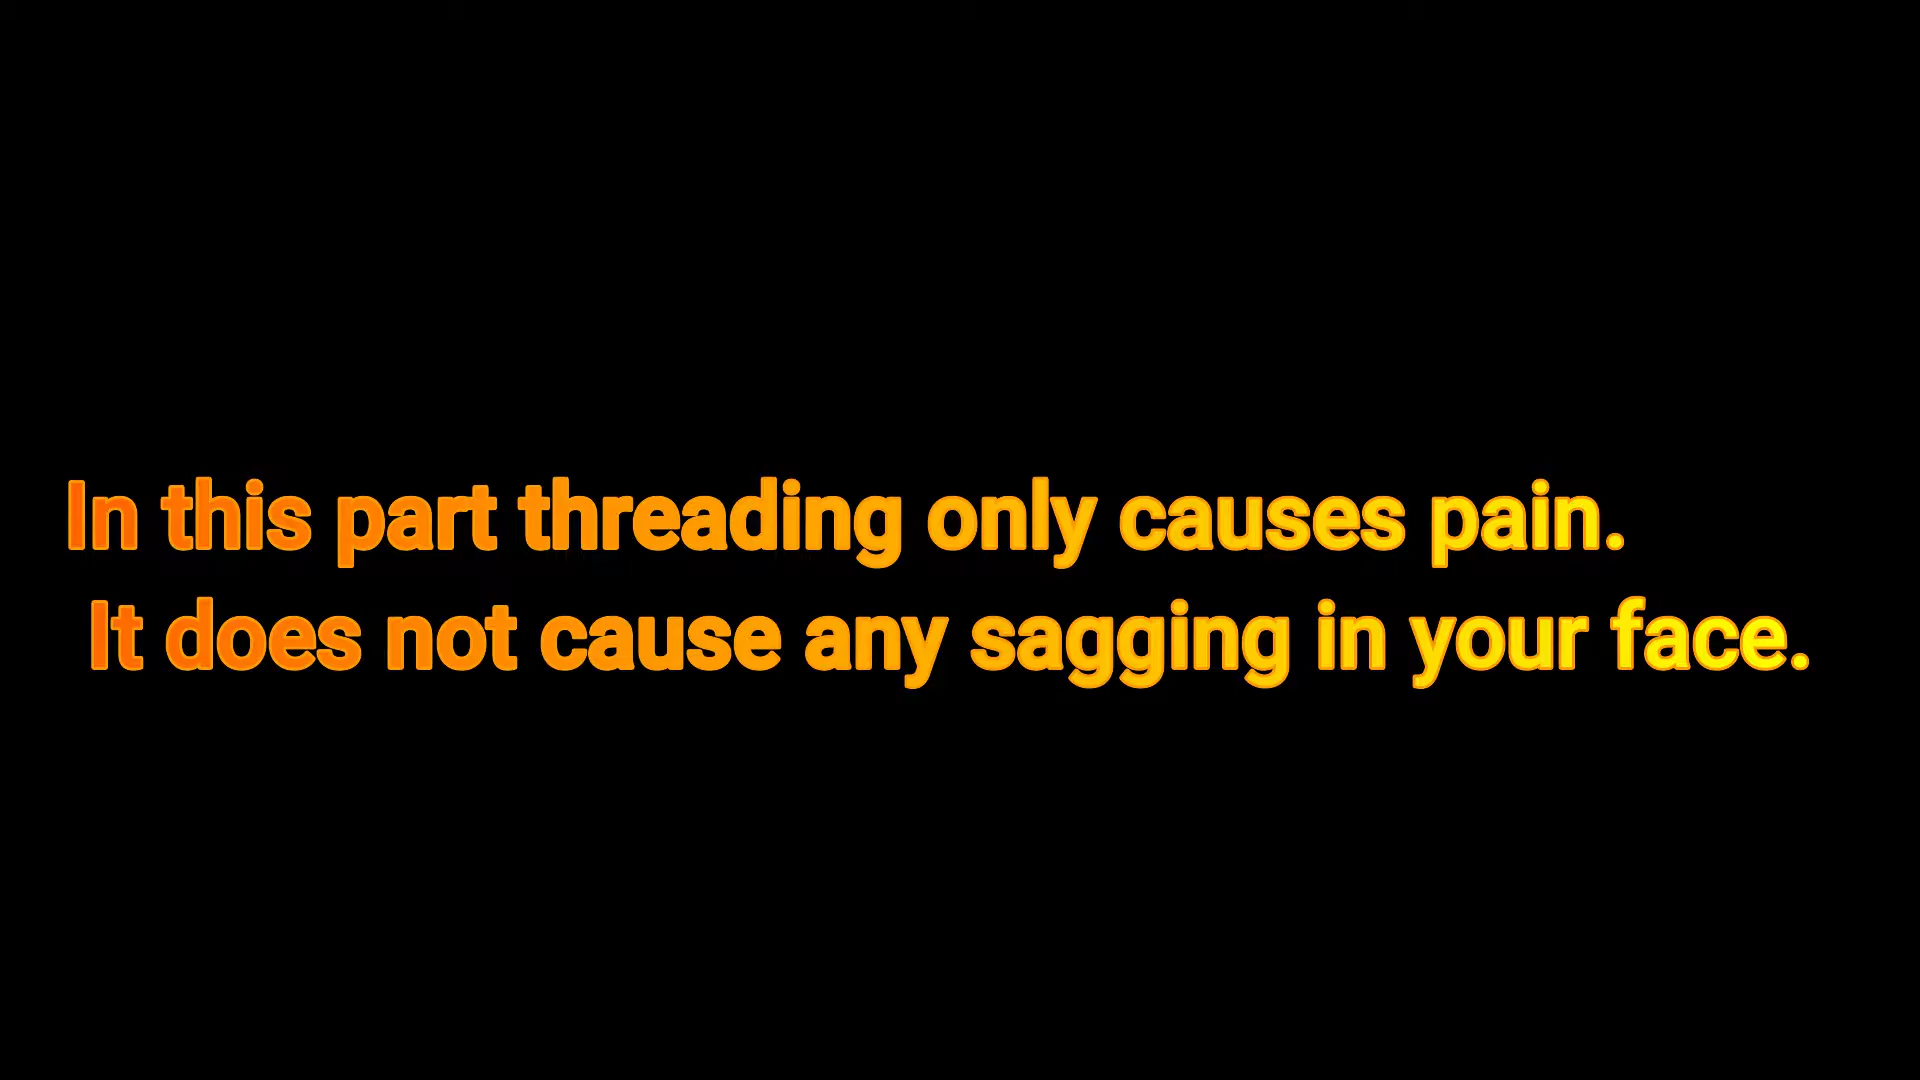 In this part threading only causes pain.
It does not cause any sagging in your face.